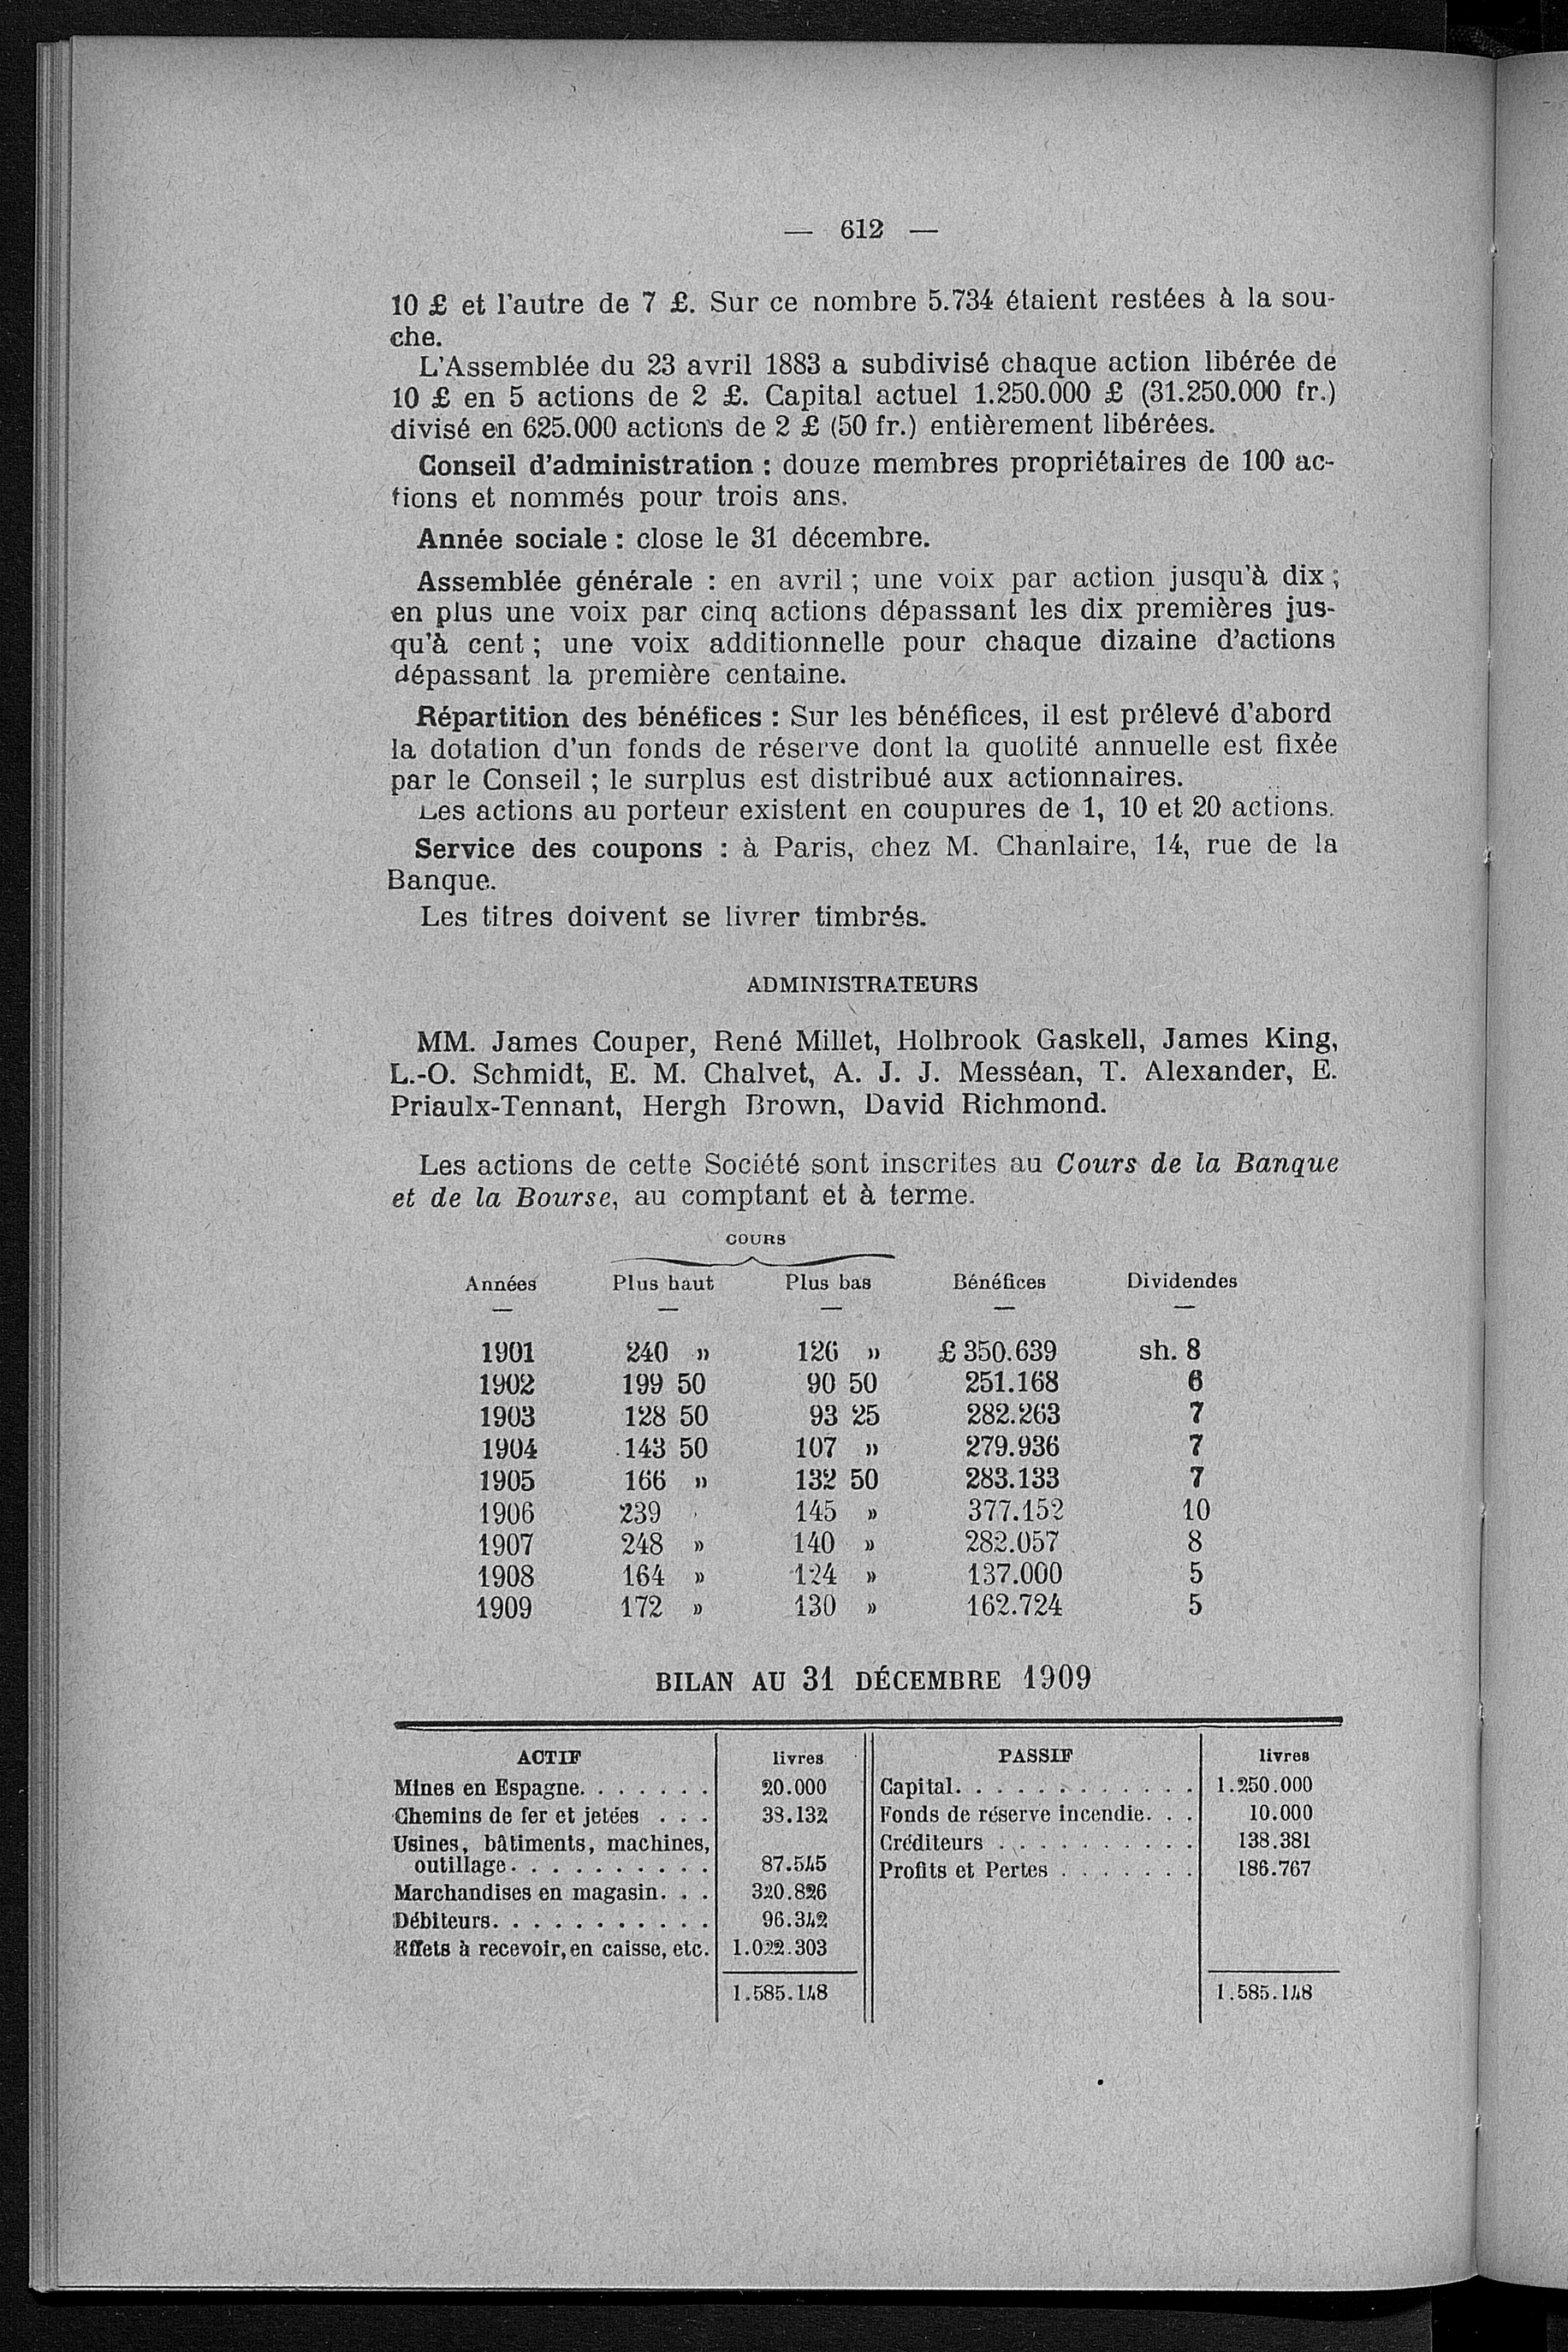 — 612 —
10 £ et l'autre de 7 £. Sur ce nombre 5.734 étaient restées à la sou-
che.
L'Assemblée du 23 avril 1883 a subdivisé chaque action libérée de
10 £ en 5 actions de 2 £. Capital actuel 1.250.000 £ (31.250.000 fr.)
divisé en 625.000 actions de 2 £ (50 fr.) entièrement libérées.
Conseil d'administration : douze membres propriétaires de 100 ac-
tions et nommés pour trois ans.
Année sociale : close le 31 décembre.
Assemblée générale : en avril ; une voix par action jusqu'à dix ;
en plus une voix par cinq actions dépassant les dix premières jus-
qu'à cent ; une voix additionnelle pour chaque dizaine d'actions
dépassant la première centaine.
Répartition des bénéfices : Sur les bénéfices, il est prélevé d'abord
la dotation d'un fonds de réserve dont la quotité annuelle est fixée
par le Conseil ; le surplus est distribué aux actionnaires.
Les actions au porteur existent en coupures de 1, 10 et 20 actions.
Service des coupons : à Paris, chez M. Chanlaire, 14, rue de la
Banque.
Les titres doivent se livrer timbrés.
ADMINISTRATEURS
MM. James Couper, René Millet, Holbrook Gaskell, James King,
L.-O. Schmidt, E. M. Chalvet, A. J. J. Messéan, T. Alexander, E.
Priaulx-Tennant, Hergh Brown, David Richmond.
Les actions de cette Société sont inscrites au Cours de la Banque
et de la Bourse, au comptant et à terme.
COURS
Années Plus haut Plus bas Bénéfices Dividendes
1901 240 » 126 » £ 350.639 sh. 8
1902 199 50 90 50 251.168 6
1903 128 50 93 25 282.263 7
1904 143 50 107 » 279.936 7
1905 166 » 132 50 283.133 7
1906 239 145 » 377.152 10
1907 248 » 140 » 282.057 8
1908 164 » 124 » 137.000 5
1909 172 » 130 » 162.724 5
BILAN AU 31 DÉCEMBRE 1909
ACTIF livres PASSIF livres
Mines en Espagne. . . . . . . 20.000 Capital. . . . . . . . . . . . 1.250.000
Chemins de fer et jetées . . . 38.132 Fonds de réserve incendie. . . 10.000
Usines, bâtiments, machines, Créditeurs . . . . . . . . . . 138.381
outillage. . . . . . . . . . 87.545 Profits et Pertes . . . . . . . 186.767
Marchandises en magasin. . . 320.826
Débiteurs. . . . . . . . . . . 96.342
Effets à recevoir, en caisse, etc. 1.022.303
1.585.148 1.585.148